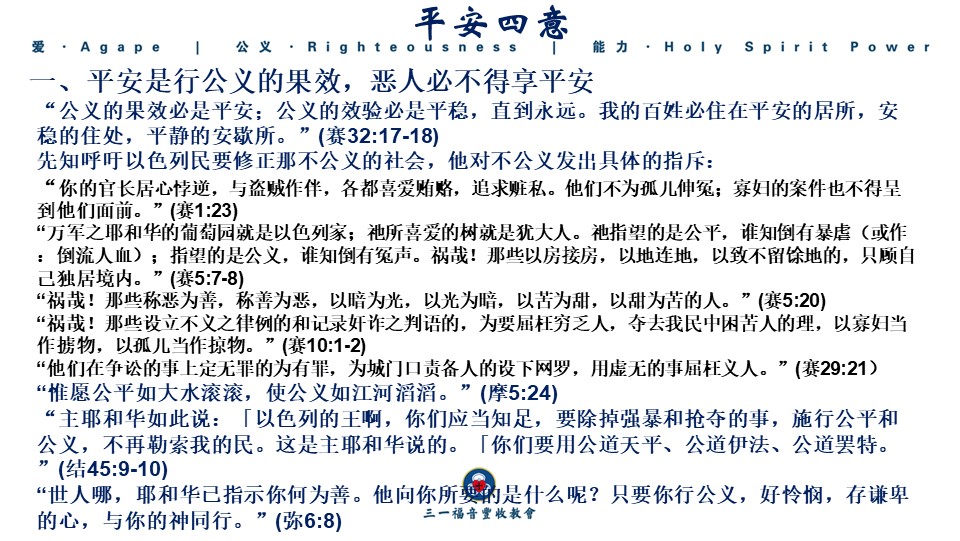 平安四意
爱 · Agape | 公义 · Righteousness | 能力 · Holy Spirit Power
一、平安是行公义的果效，恶人必不得享平安
“公义的果效必是平安；公义的效验必是平稳，直到永远。我的百姓必住在平安的居所，安
稳的住处，平静的安歇所。”(赛32:17-18)
先知呼吁以色列民要修正那不公义的社会，他对不公义发出具体的指斥：
“你的官长居心悖逆，与盗贼作伴，各都喜爱贿赂，追求赃私。他们不为孤儿伸冤；寡妇的案件也不得呈
到他们面前。”(赛1:23)
“万军之耶和华的葡萄园就是以色列家；祂所喜爱的树就是犹大人。祂指望的是公平，谁知倒有暴虐（或作
：倒流人血）；指望的是公义，谁知倒有冤声。祸哉！那些以房接房，以地连地，以致不留馀地的，只顾自
己独居境内。”(赛5:7-8)
“祸哉！那些称恶为善，称善为恶，以暗为光，以光为暗，以苦为甜，以甜为苦的人。”(赛5:20)
“祸哉！那些设立不义之律例的和记录奸诈之判语的，为要屈枉穷乏人，夺去我民中困苦人的理，以寡妇当
作掳物，以孤儿当作掠物。”(赛10:1-2)
“他们在争讼的事上定无罪的为有罪，为城门口责备人的设下网罗，用虚无的事屈枉义人。”(赛29:21）
“惟愿公平如大水滚滚，使公义如江河滔滔。”(摩5:24)
“主耶和华如此说：「以色列的王啊，你们应当知足，要除掉强暴和抢夺的事，施行公平和
公义，不再勒索我的民。这是主耶和华说的。「你们要用公道天平、公道伊法、公道罢特。
”(结45:9-10)
“世人哪，耶和华已指示你何为善。他向你所要的是什么呢？只要你行公义，好怜悯，存谦卑
的心，与你的神同行。”(弥6:8)
三一福音豐收教會